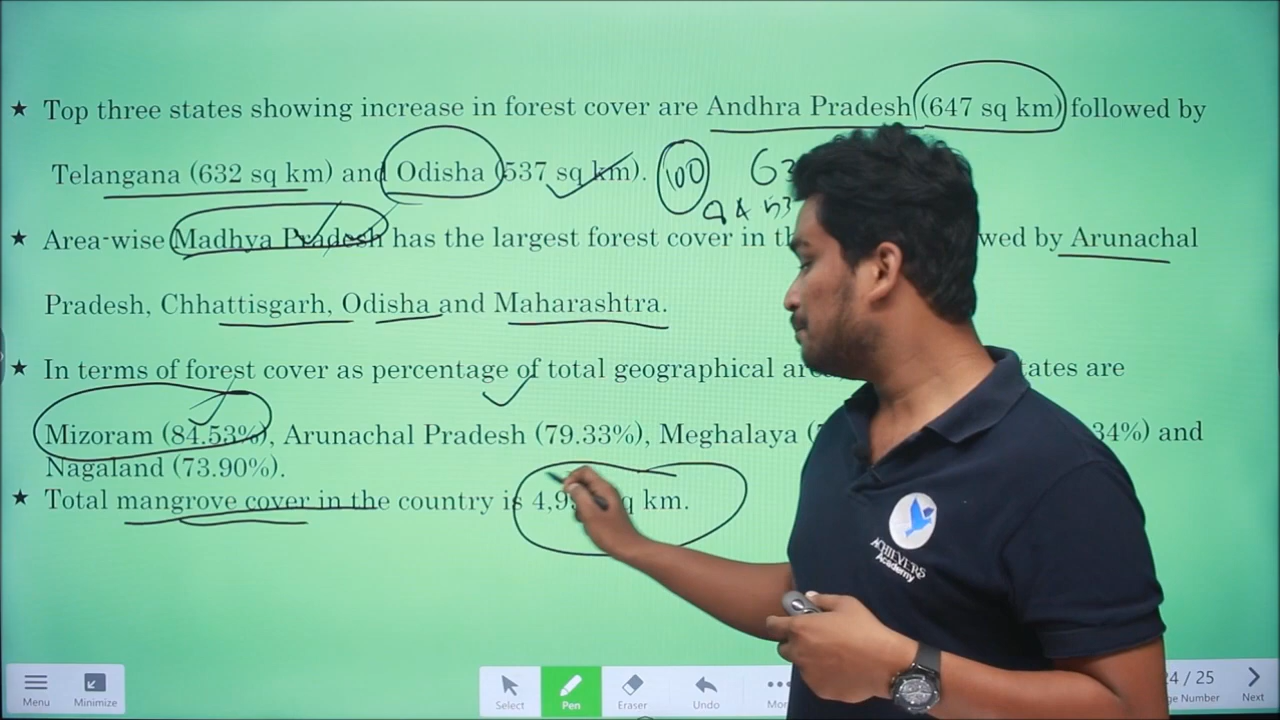 ★ Top three states showing increase in forest cover are Andhra Pradesh (647 sq km) followed by
Telangana (632 sq km) and Odisha (537 sq km).
100 63
★ Area-wise Madhya Pradesh has the largest forest cover in by Arunachal
Pradesh, Chhattisgarh, Odisha and Maharashtra.
★ In terms of forest cover as percentage of total geographical are
Mizoram (84.53%), Arunachal Pradesh (79.33%), Meghalaya 34%) and
Nagaland (73.90%).
★ Total mangrove cover in the country is 4,9 sq km.
ACHIEVERS
Academy
Menu Minimize Select Pen Eraser Undo 24 / 25 Next